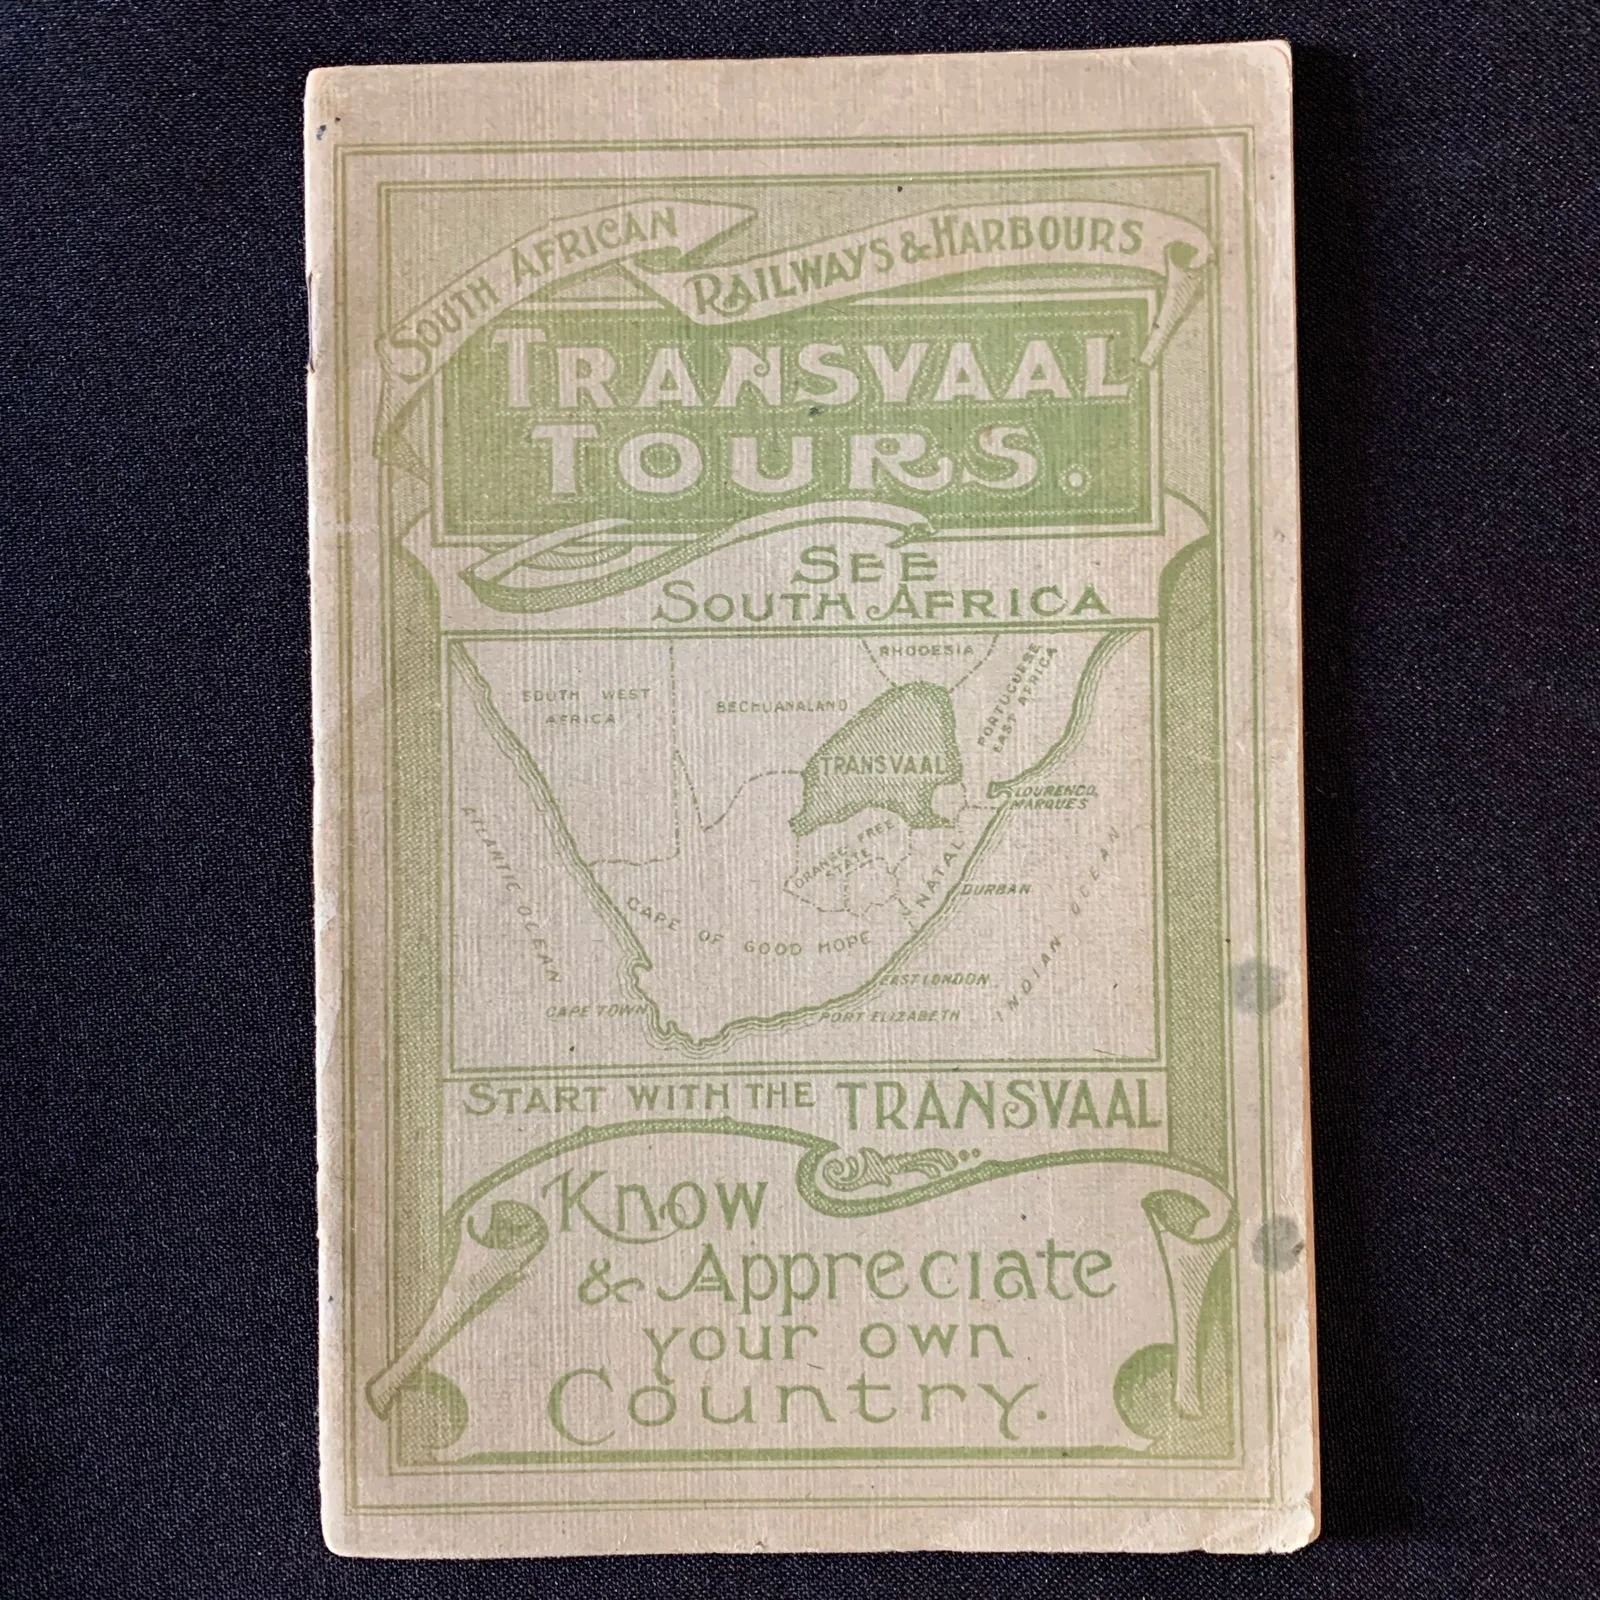 SOUTH AFRICAN
RAILWAYS & HARBOURS
TRANSVAAL
TOURS.
SEE
SOUTH AFRICA
RHODESIA
PORTUGUESE
EAST AFRICA
SOUTH WEST
AFRICA
BECHUANALAND
TRANSVAAL
LOURENCO
MARQUES
ORANGE FREE
STATE
NATAL
DURBAN
ATLANTIC OCEAN
CAPE OF GOOD HOPE
INDIAN OCEAN
EAST LONDON
CAPE TOWN
PORT ELIZABETH
START WITH THE TRANSVAAL
Know
& Appreciate
your own
Country.